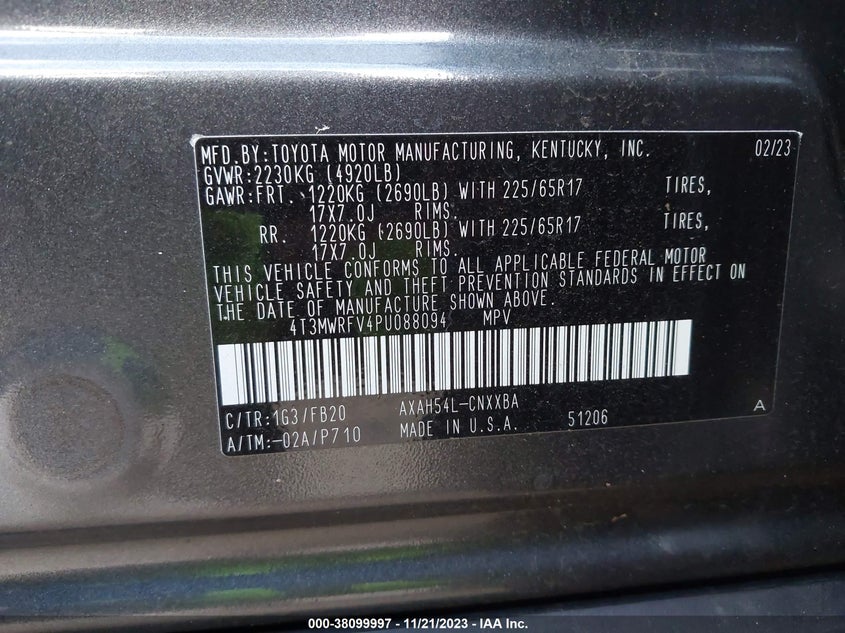 MFD.BY:TOYOTA MOTOR MANUFACTURING, KENTUCKY, INC. 02/23
GVWR:2230KG (4920LB)
GAWR:FRT. 1220KG (2690LB) WITH 225/65R17 TIRES,
17X7.0J RIMS.
RR. 1220KG (2690LB) WITH 225/65R17 TIRES,
17X7.0J RIMS.
THIS VEHICLE CONFORMS TO ALL APPLICABLE FEDERAL MOTOR
VEHICLE SAFETY AND THEFT PREVENTION STANDARDS IN EFFECT ON
THE DATE OF MANUFACTURE SHOWN ABOVE.
4T3MWRFV4PU088094 MPV
C/TR:1G3/FB20 AXAH54L-CNXXBA A
A/TM:-02A/P710 MADE IN U.S.A. 51206
000-38099997 - 11/21/2023 - IAA Inc.